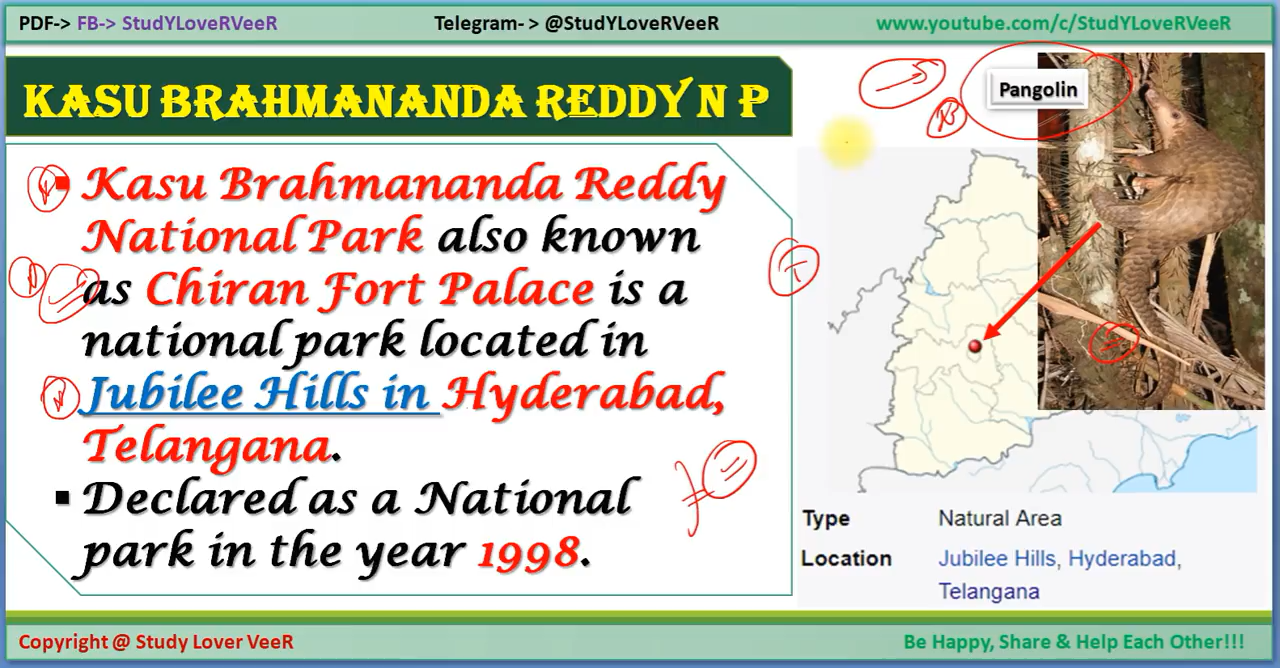 PDF-> FB-> StudYLoveRVeeR
Telegram- > @StudYLoveRVeeR
www.youtube.com/c/StudYLoveRVeeR
KASU BRAHMANANDA REDDY N P
Pangolin
Kasu Brahmananda Reddy
National Park also known
as Chiran Fort Palace is a
national park located in
Jubilee Hills in Hyderabad,
Telangana.
▪ Declared as a National
park in the year 1998.
Type Natural Area
Location Jubilee Hills, Hyderabad,
Telangana
Copyright @ Study Lover VeeR
Be Happy, Share & Help Each Other!!!